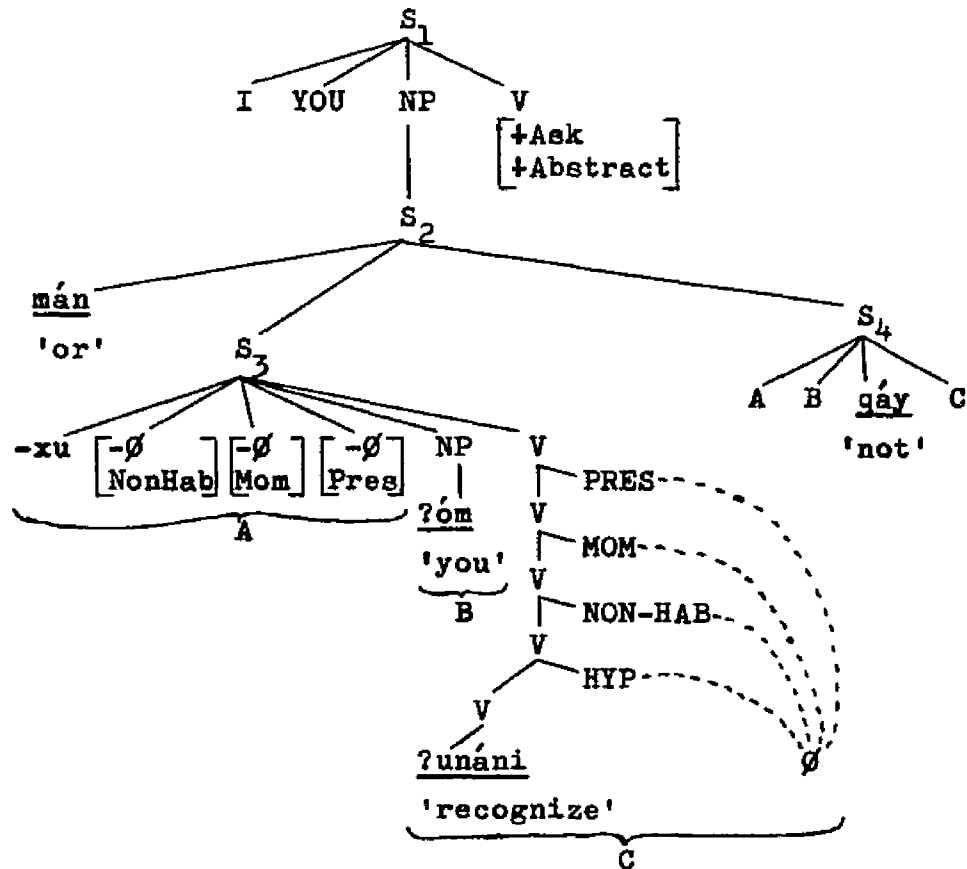 S₁
I YOU NP V
[+Ask
+Abstract]
S₂
mán
'or'
S₃
S₄
A B qáy C
'not'
-xu [-Ø NonHab] [-Ø Mom] [-Ø Pres] NP V
A
?óm
'you'
B
PRES
V
MOM
V
NON-HAB
V
HYP
V
?unáni
'recognize'
Ø
C